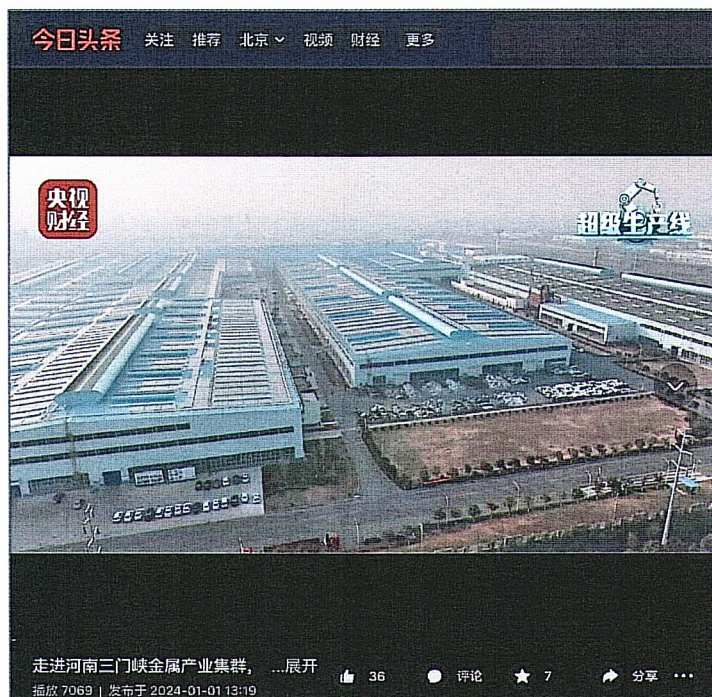 今日头条 关注 推荐 北京 视频 财经 更多
央视
财经
超级生产线
走进河南三门峡金属产业集群， ...展开
36 评论 7 分享
播放 7069 | 发布于 2024-01-01 13:19